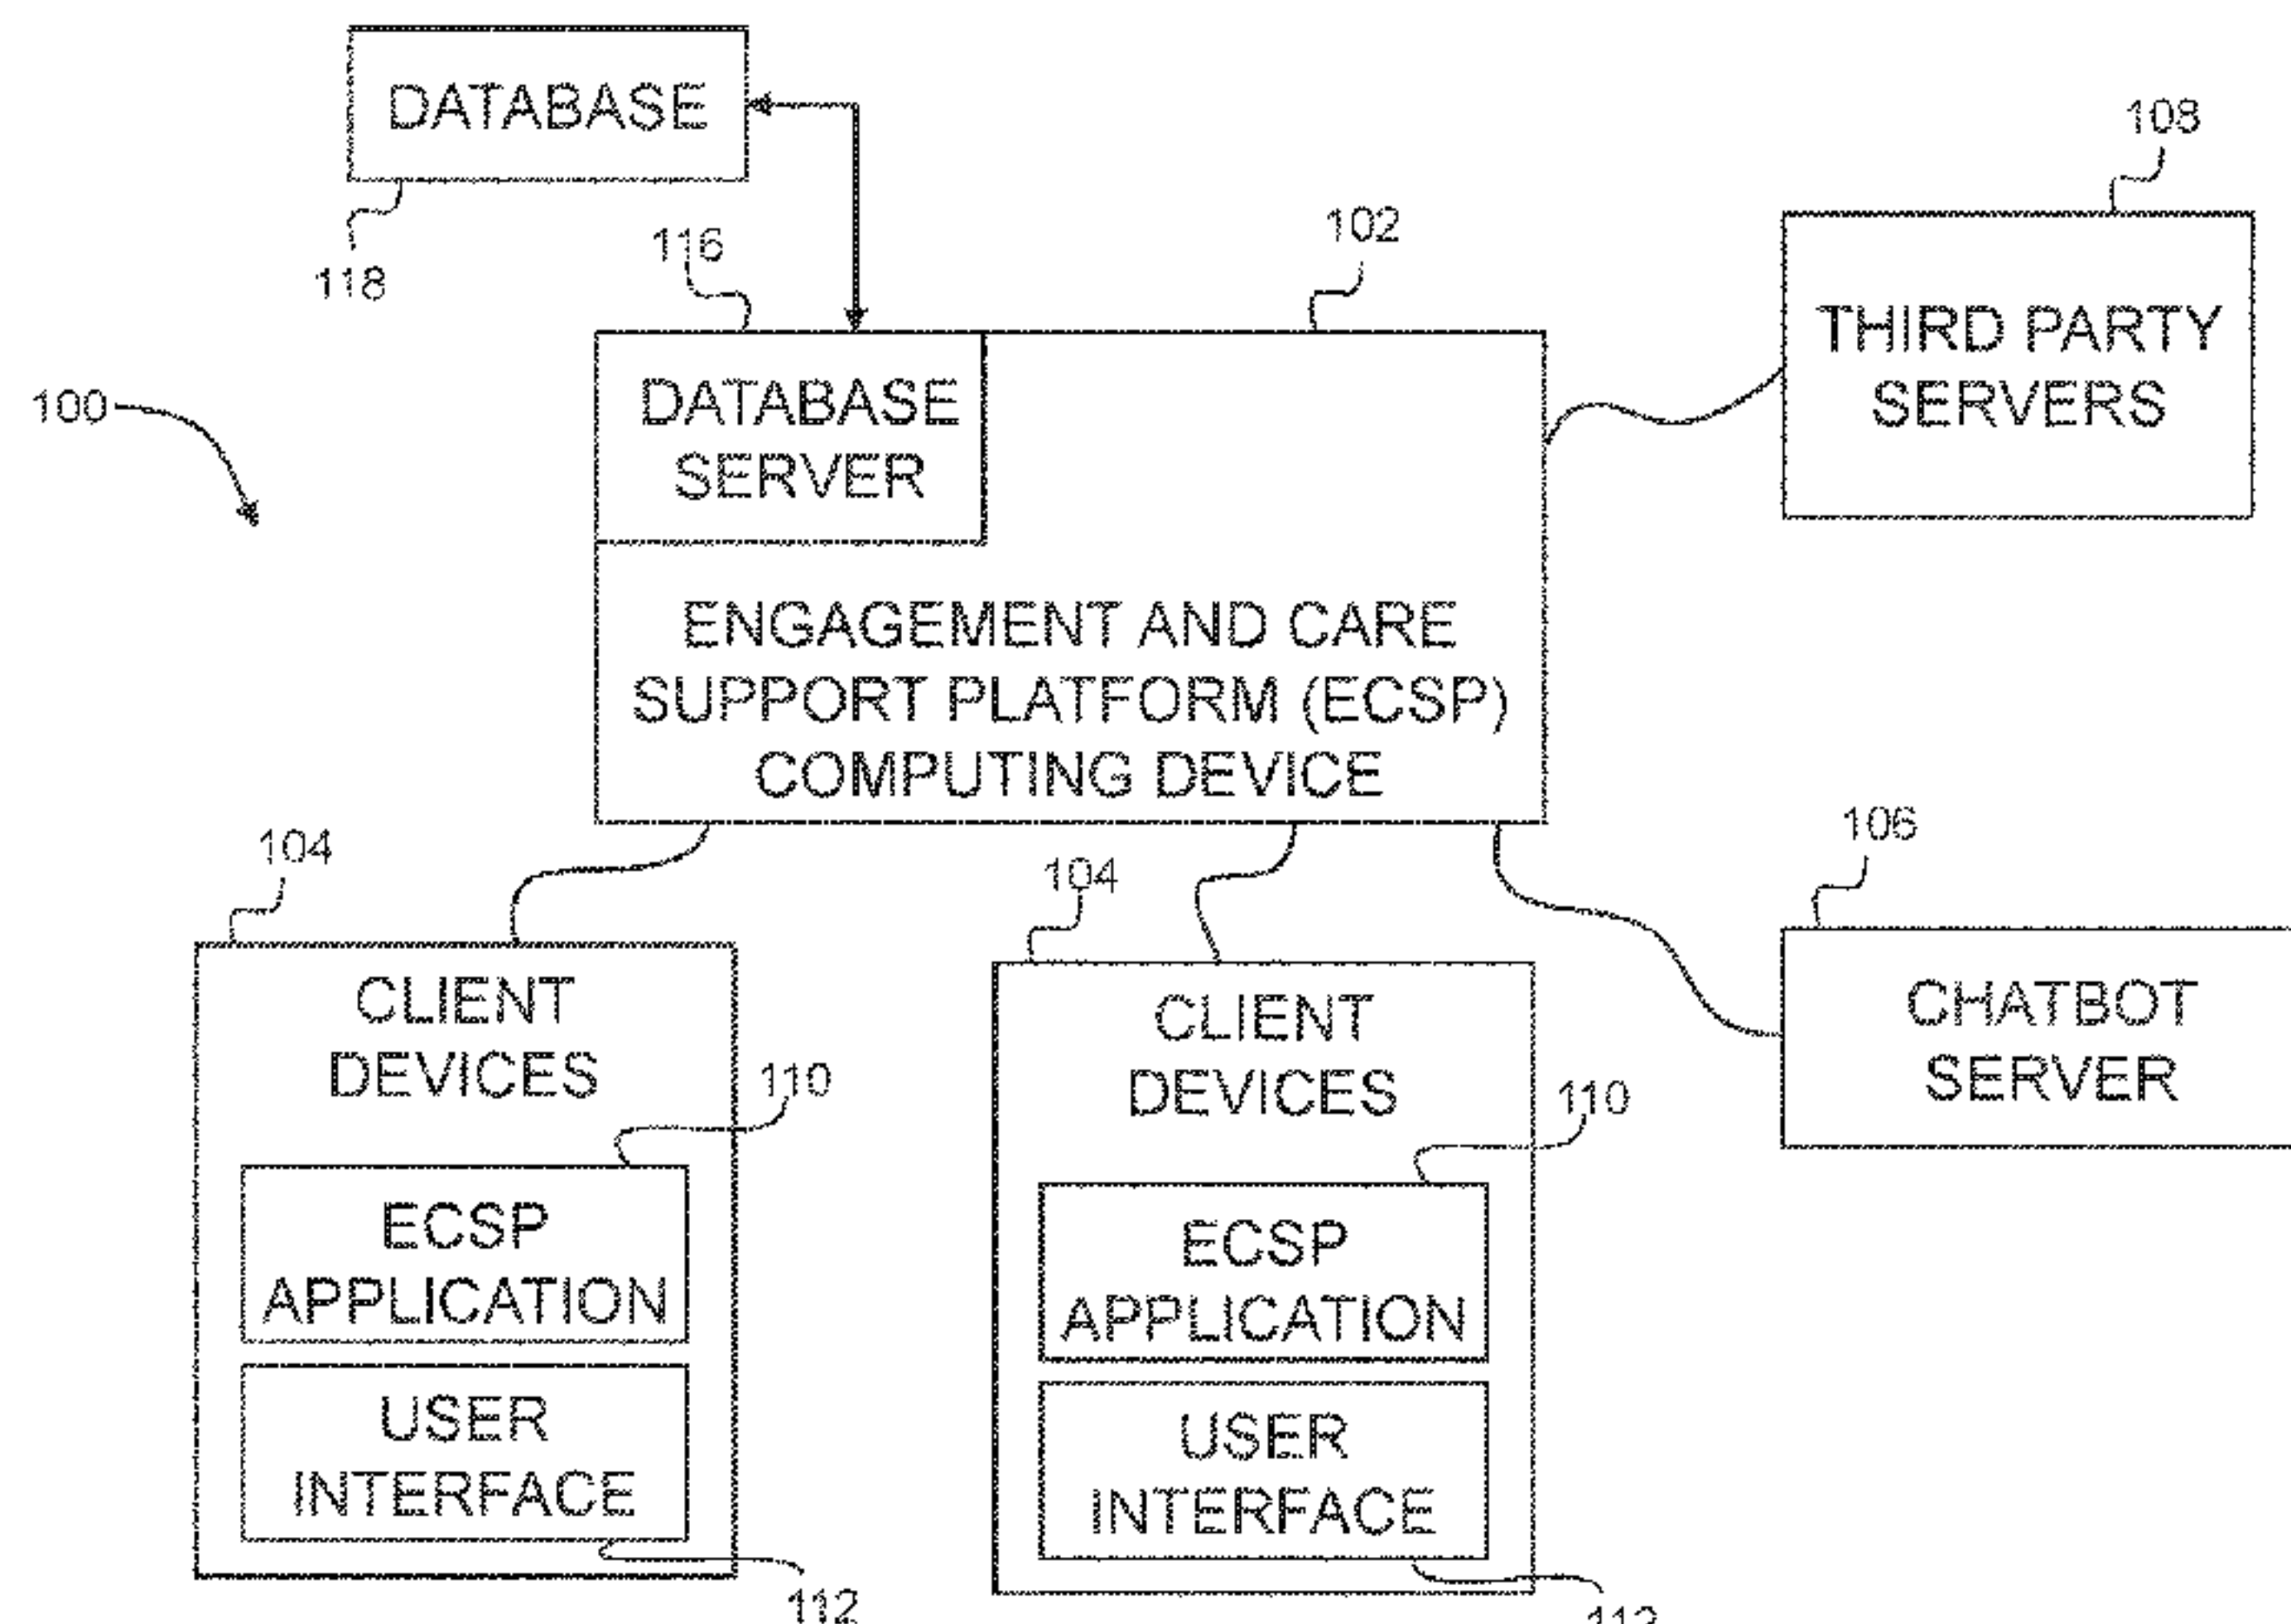 DATABASE
118
116
102
108
100
DATABASE
SERVER
THIRD PARTY
SERVERS
ENGAGEMENT AND CARE
SUPPORT PLATFORM (ECSP)
COMPUTING DEVICE
104
CLIENT
DEVICES
110
ECSP
APPLICATION
USER
INTERFACE
112
104
CLIENT
DEVICES
110
ECSP
APPLICATION
USER
INTERFACE
112
106
CHATBOT
SERVER